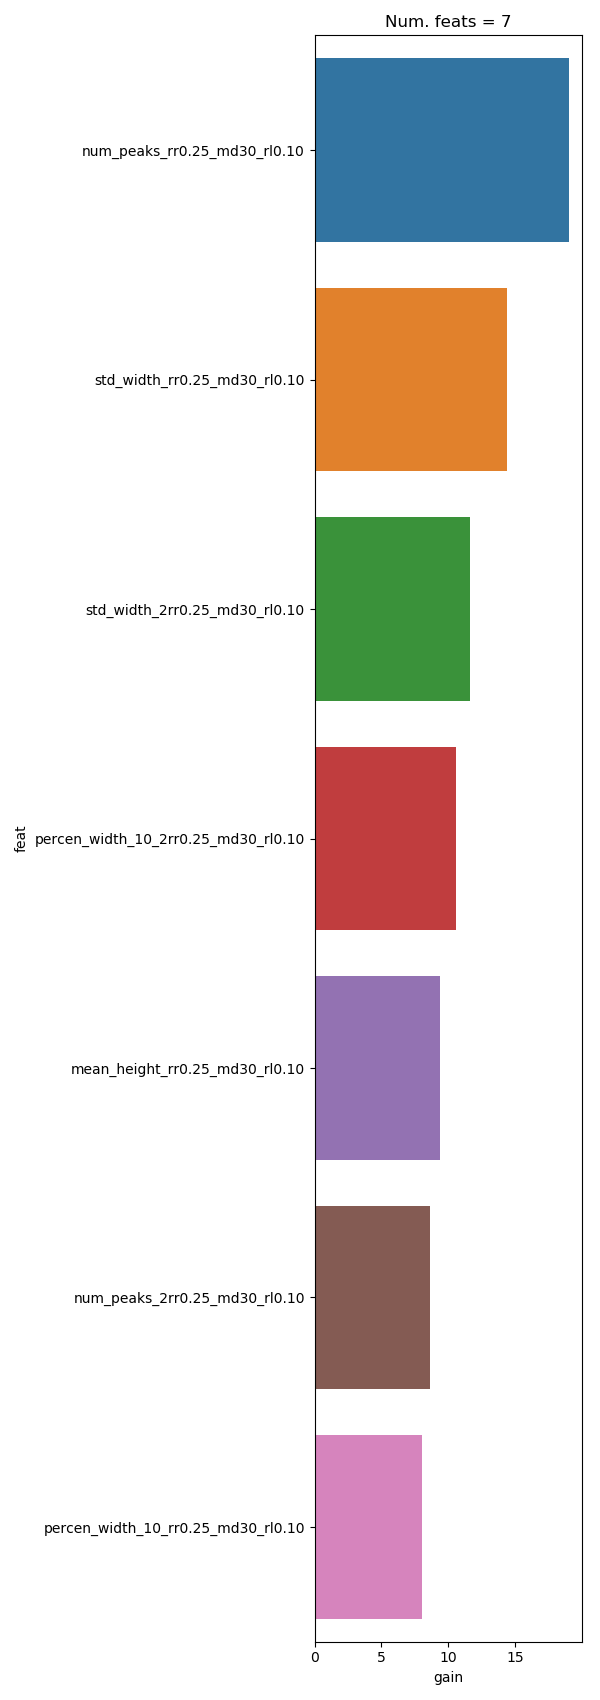 Num. feats = 7
num_peaks_rr0.25_md30_rl0.10
std_width_rr0.25_md30_rl0.10
std_width_2rr0.25_md30_rl0.10
percen_width_10_2rr0.25_md30_rl0.10
feat
mean_height_rr0.25_md30_rl0.10
num_peaks_2rr0.25_md30_rl0.10
percen_width_10_rr0.25_md30_rl0.10
0 5 10 15
gain